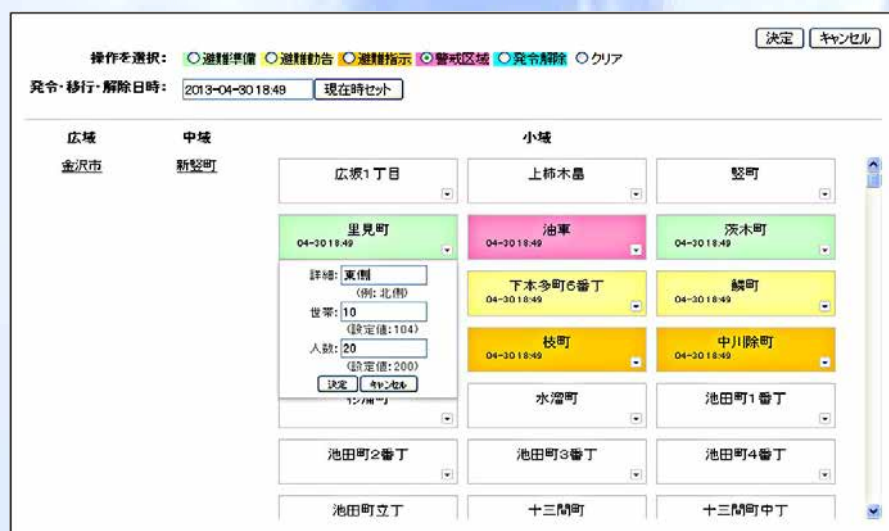 決定 キャンセル
操作を選択: 避難準備 避難勧告 避難指示 警戒区域 発令解除 クリア
発令・移行・解除日時: 2013-04-30 18:49 現在時セット
広域 中域 小域
金沢市 新竪町
広坂1丁目 上柿木畠 竪町
里見町 油車 茨木町
04-30 18:49 04-30 18:49 04-30 18:49
詳細: 東側
(例: 北側)
世帯: 10
(設定値:104)
人数: 20
(設定値:200)
決定 キャンセル
下本多町6番丁 鱗町
04-30 18:49 04-30 18:49
枝町 中川除町
04-30 18:49 04-30 18:49
水溜町 池田町1番丁
池田町2番丁 池田町3番丁 池田町4番丁
池田町立丁 十三間町 十三間町中丁